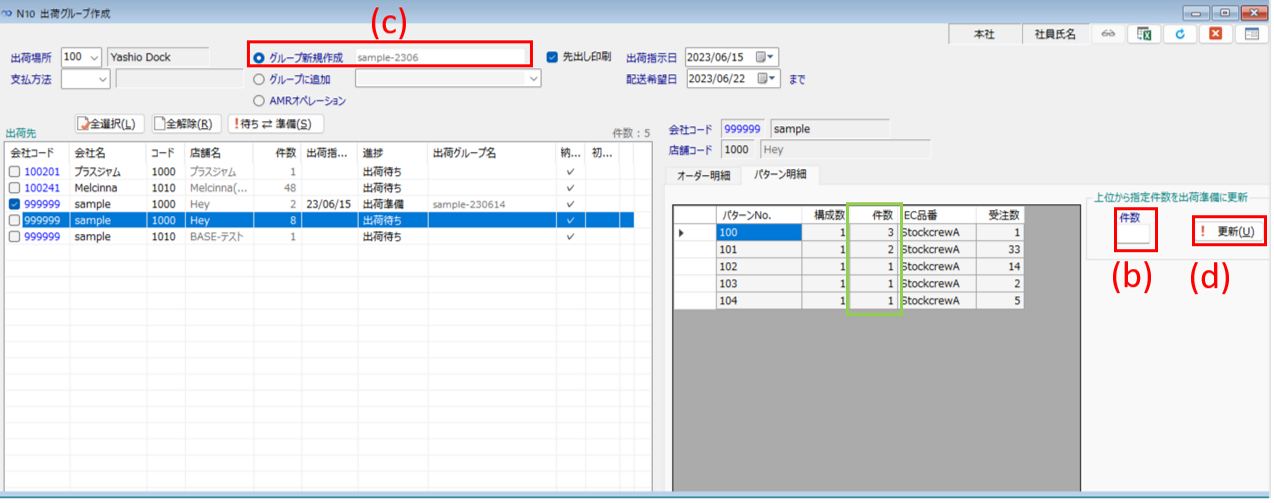 N10 出荷グループ作成
(c)
本社 社員氏名
出荷場所 100 Yashio Dock グループ新規作成 sample-2306 先出し印刷 出荷指示日 2023/06/15
支払方法 グループに追加 配送希望日 2023/06/22 まで
AMRオペレーション
出荷先 全選択(L) 全解除(R) !待ち ⇄ 準備(S) 件数 : 5
会社コード 会社名 コード 店舗名 件数 出荷指... 進捗 出荷グループ名 納... 初...
100201 プラスジャム 1000 プラスジャム 1 出荷待ち
100241 Melcinna 1010 Melcinna(... 48 出荷待ち
999999 sample 1000 Hey 2 23/06/15 出荷準備 sample-230614
999999 sample 1000 Hey 8 出荷待ち
999999 sample 1010 BASE-テスト 1 出荷待ち
会社コード 999999 sample
店舗コード 1000 Hey
オーダー明細 パターン明細
パターンNo. 構成数 件数 EC品番 受注数
100 1 3 StockcrewA 1
101 1 2 StockcrewA 33
102 1 1 StockcrewA 14
103 1 1 StockcrewA 2
104 1 1 StockcrewA 5
上位から指定件数を出荷準備に更新
件数
! 更新(U)
(b) (d)